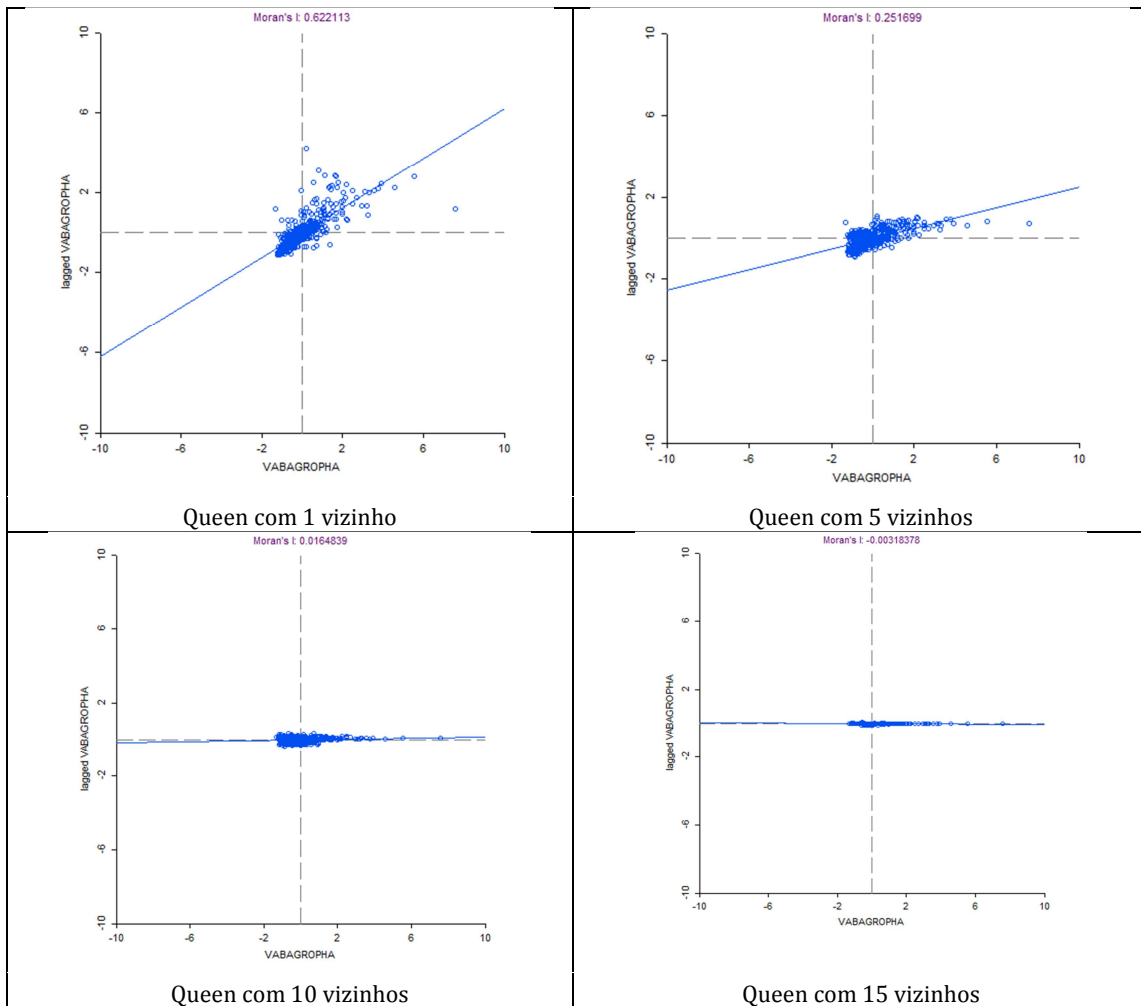 Moran's I: 0.622113
10
6
2
-2
-6
-10
lagged VABAGROPHA
-10 -6 -2 2 6 10
VABAGROPHA
Queen com 1 vizinho
Moran's I: 0.251699
10
6
2
-2
-6
-10
lagged VABAGROPHA
-10 -6 -2 2 6 10
VABAGROPHA
Queen com 5 vizinhos
Moran's I: 0.0164839
10
6
2
-2
-6
-10
lagged VABAGROPHA
-10 -6 -2 2 6 10
VABAGROPHA
Queen com 10 vizinhos
Moran's I: -0.00318378
10
6
2
-2
-6
-10
lagged VABAGROPHA
-10 -6 -2 2 6 10
VABAGROPHA
Queen com 15 vizinhos